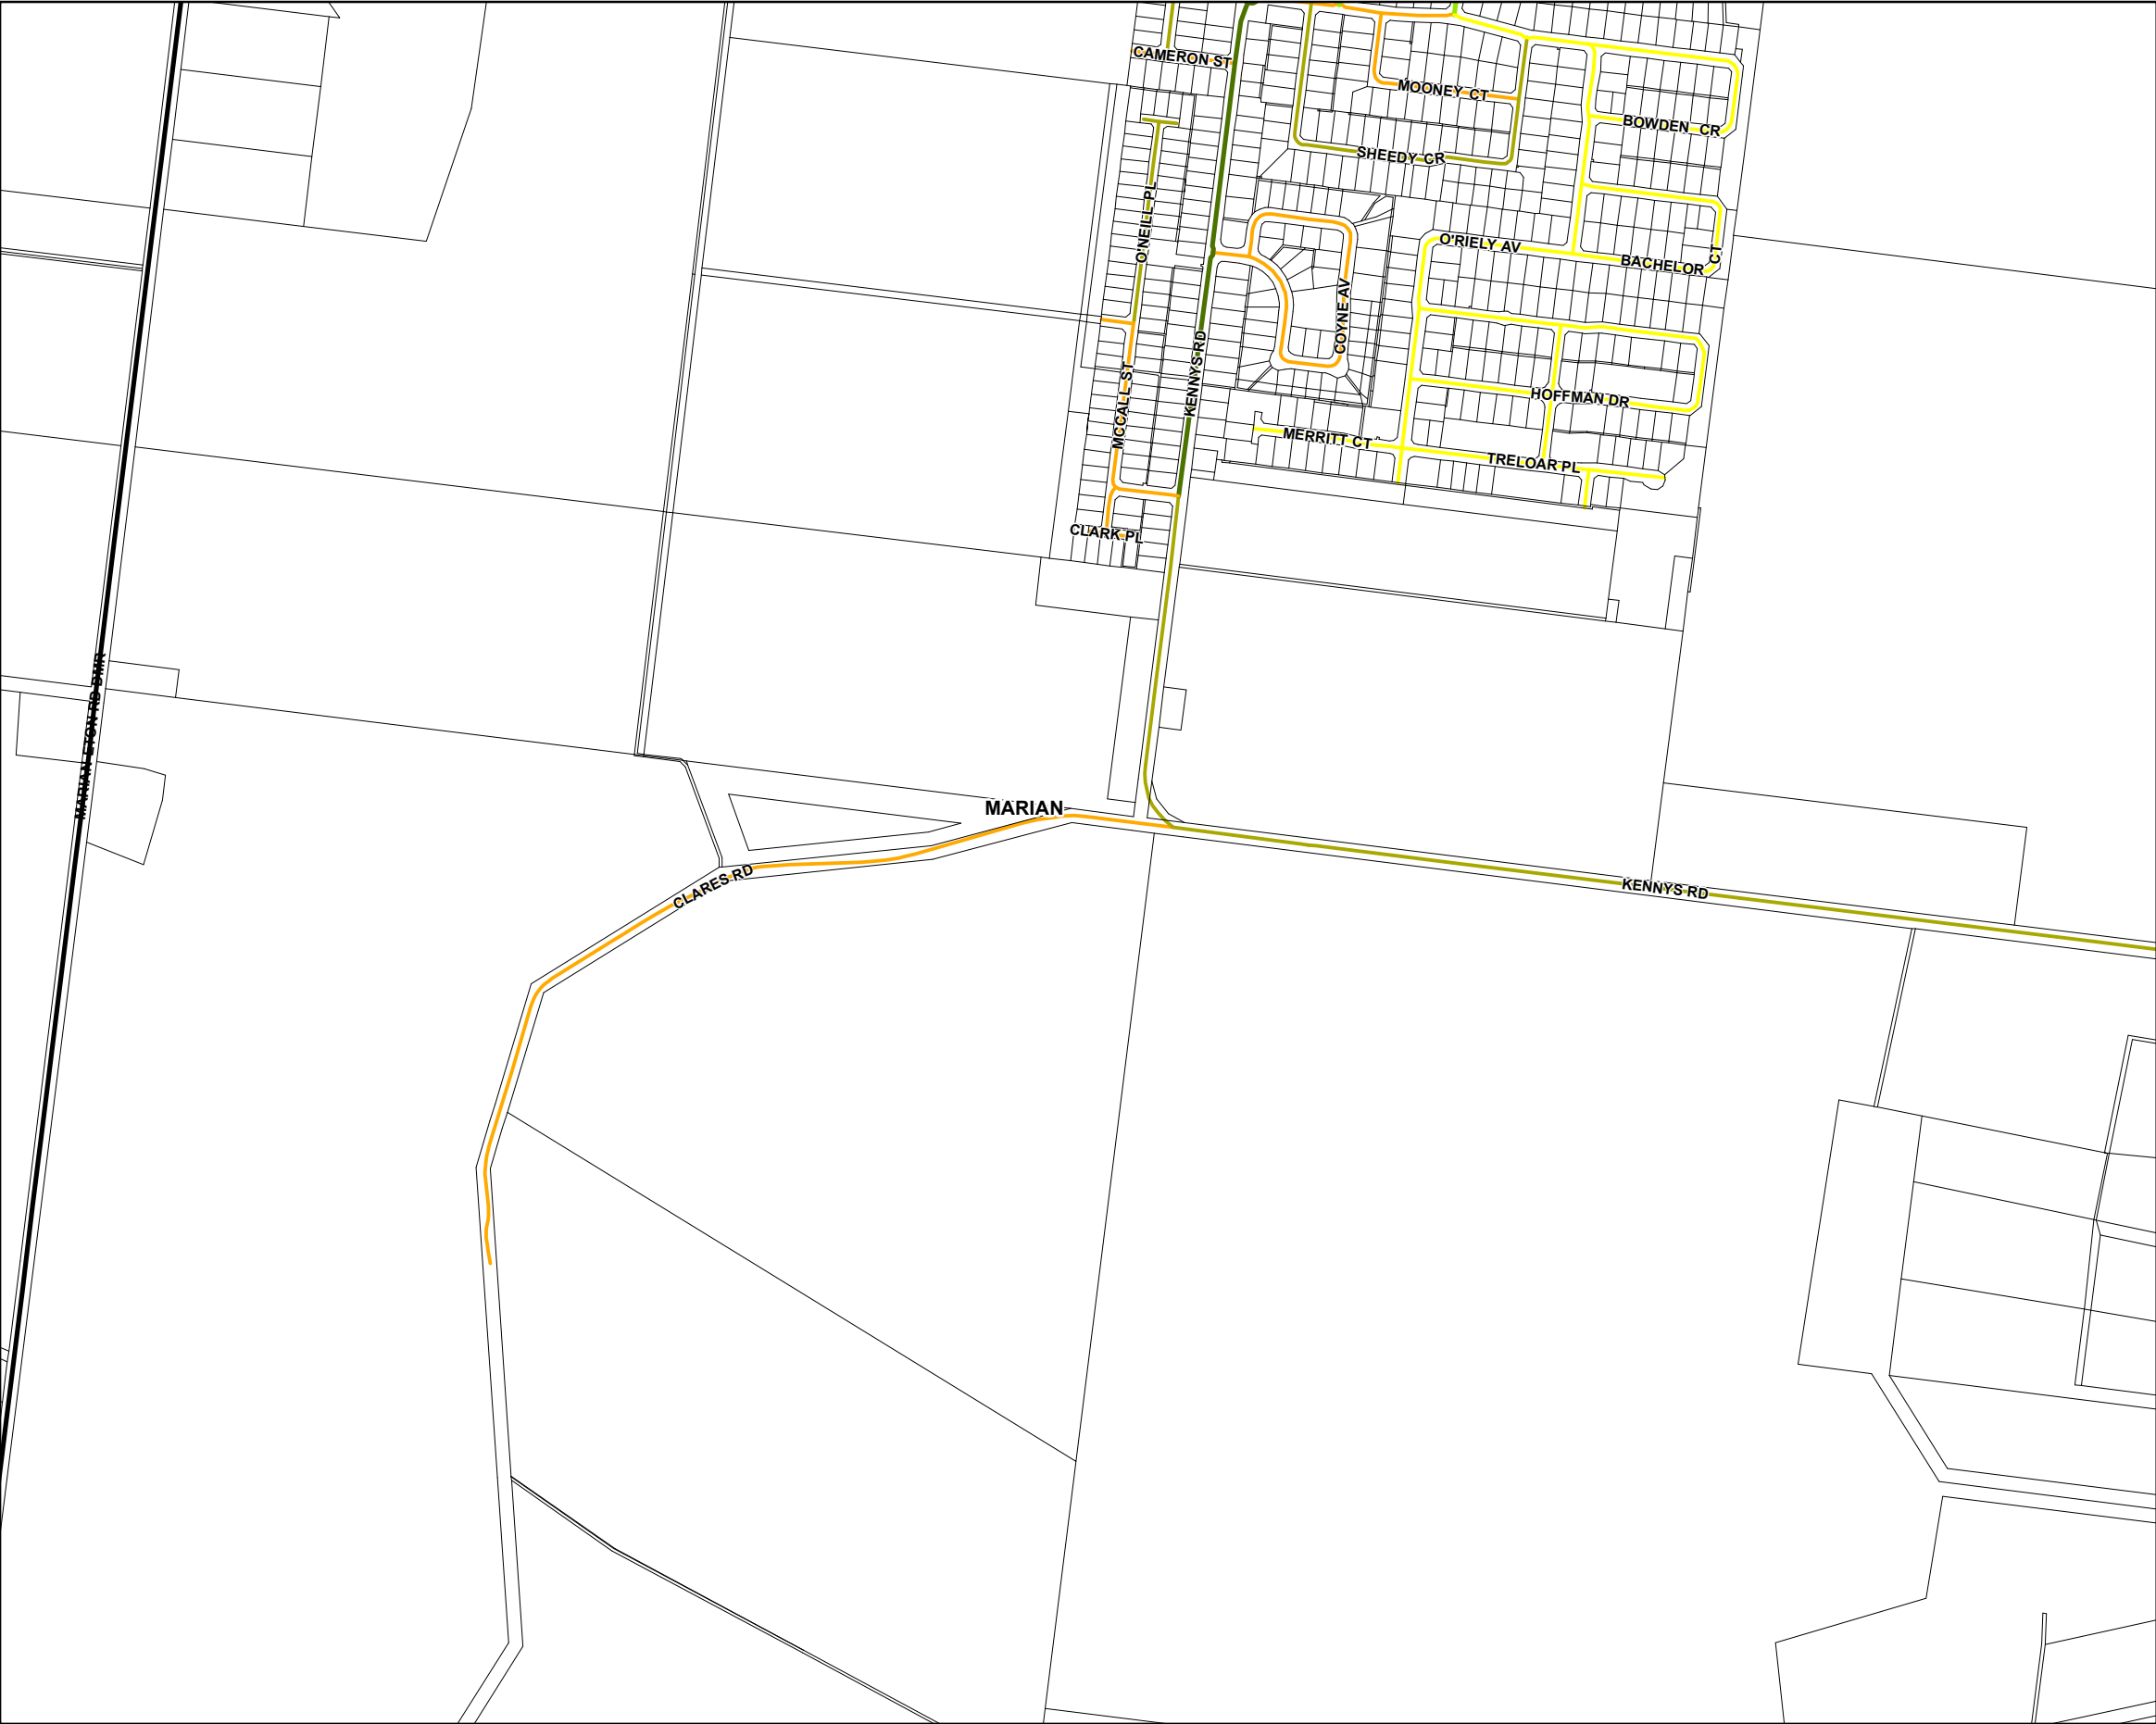 CAMERON ST
MOONEY CT
BOWDEN CR
SHEEDY CR
O'NEILL PL
O'RIELY AV
BACHELOR CT
COYNE AV
KENNYS RD
MCCALL ST
HOFFMAN DR
MERRITT CT
TRELOAR PL
CLARK PL
MARIAN ETON RD DMR
MARIAN
CLARES RD
KENNYS RD